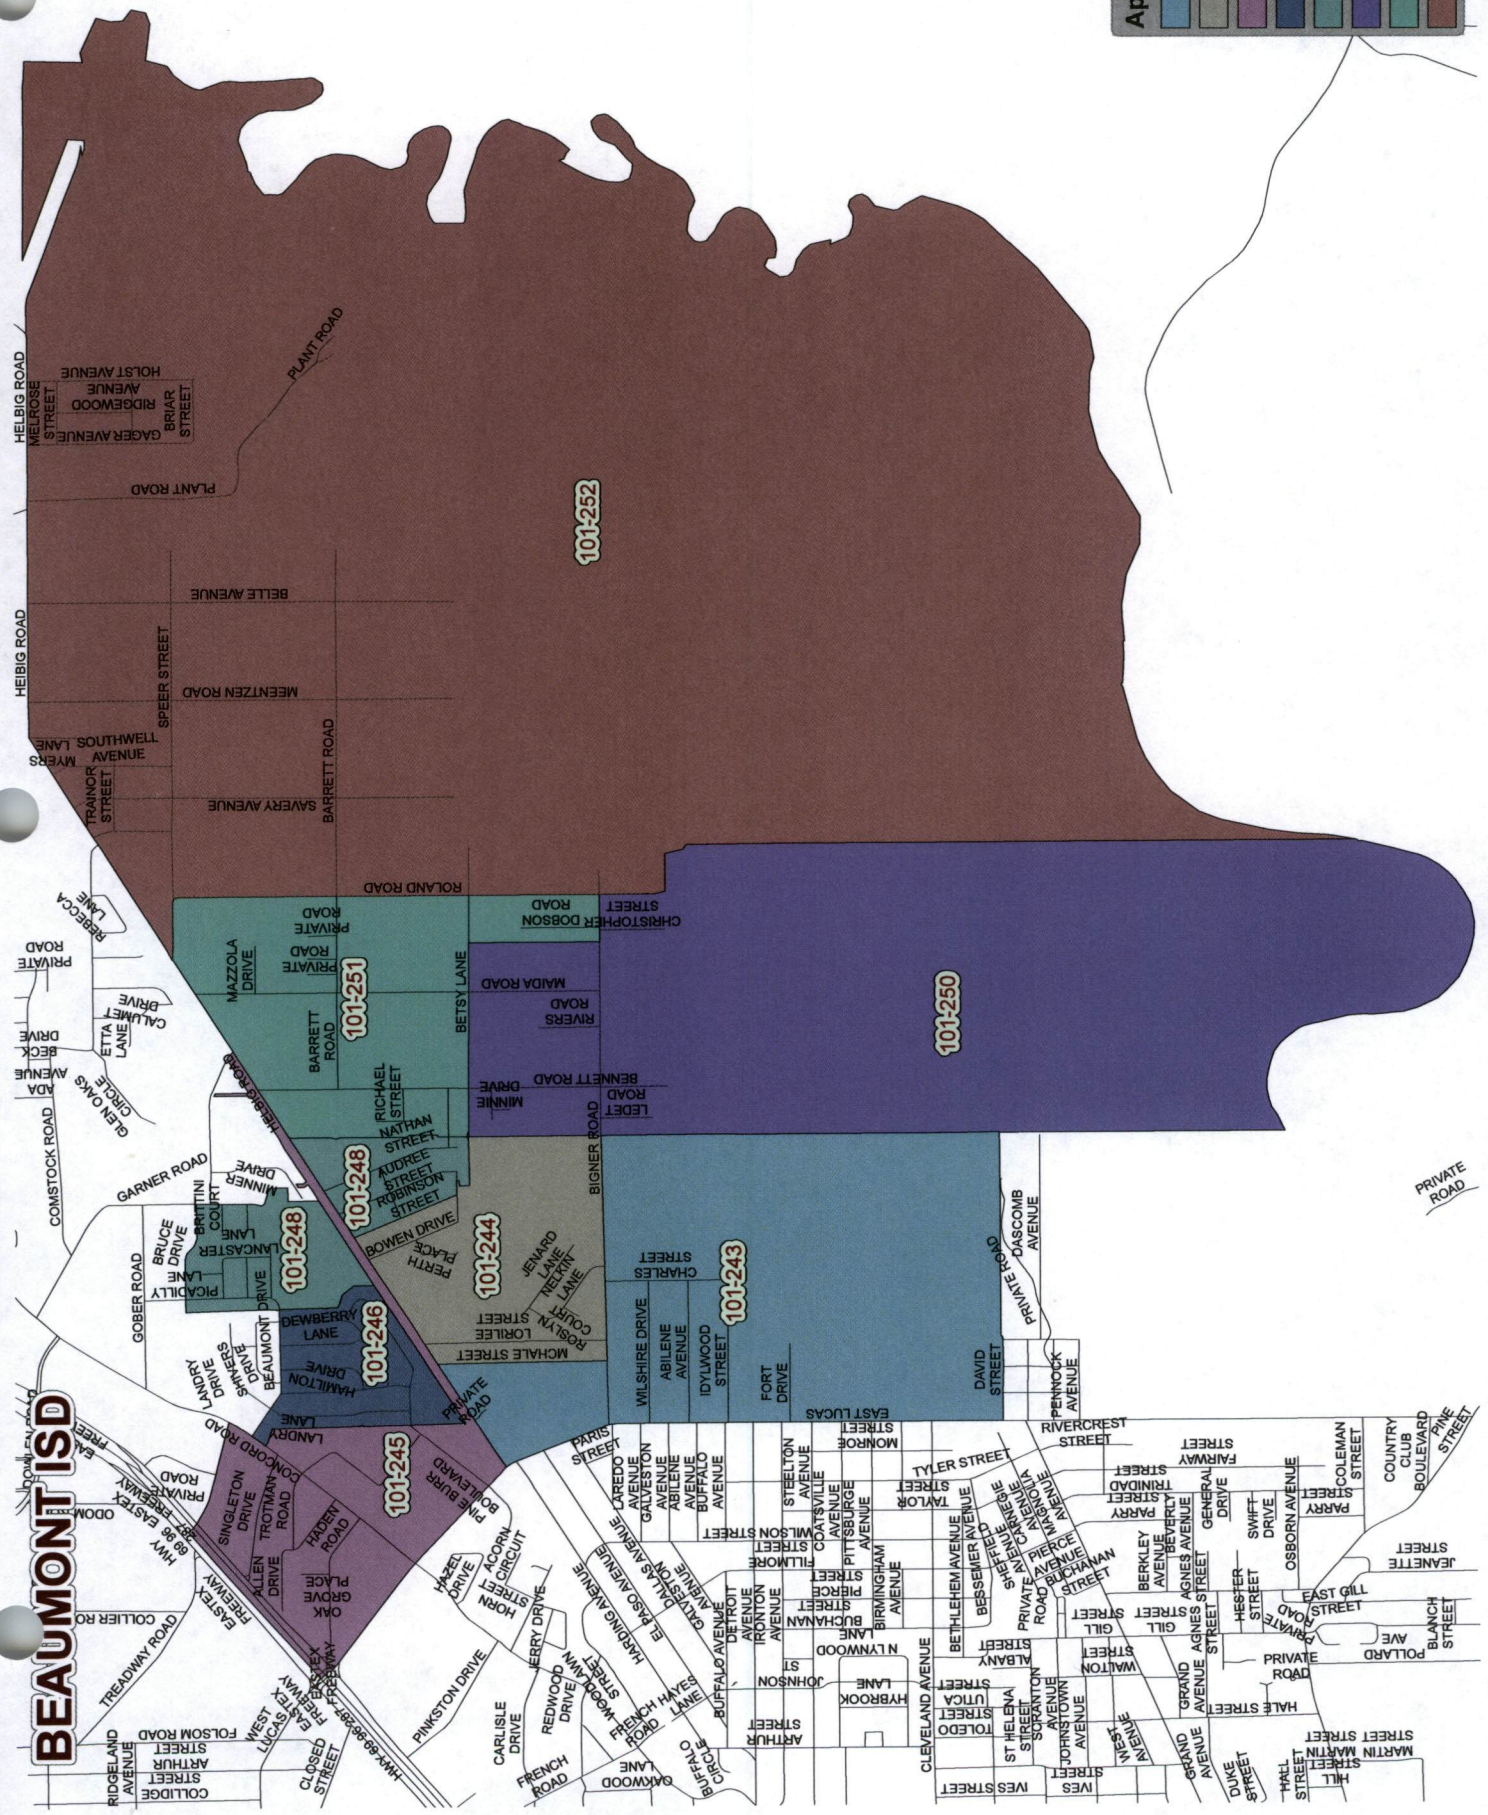 BEAUMONT ISD
Ap
HELBIG ROAD
MELROSE
STREET
HOLST AVENUE
RIDGEWOOD
AVENUE
GAGER AVENUE
BRIAR
STREET
PLANT ROAD
PLANT ROAD
101-252
HEIBIG ROAD
BELLE AVENUE
SPEER STREET
MEENTZEN ROAD
MYERS
LANE
SOUTHWELL
AVENUE
TRAINOR
STREET
BARRETT ROAD
SAVERY AVENUE
ROLAND ROAD
REBECCA
LANE
PRIVATE
ROAD
PRIVATE
ROAD
PRIVATE
ROAD
DOBSON
ROAD
CHRISTOPHER
STREET
MAZZOLA
DRIVE
101-251
BETSY LANE
MAIDA ROAD
RIVERS
ROAD
101-250
CALUMET
DRIVE
ETTA
LANE
BECK
DRIVE
ADA
AVENUE
GLEN OAKS
CIRCLE
COMSTOCK ROAD
HELBIG ROAD
BARRETT
ROAD
RICHAEL
STREET
NATHAN
STREET
MINNIE
DRIVE
BENNETT ROAD
LEDET
ROAD
BIGNER ROAD
101-248
AUDREE
STREET
ROBINSON
STREET
GARNER ROAD
MINNER
DRIVE
BRITTINI
COURT
BRUCE
DRIVE
LANCASTER
LANE
PICADILLY
LANE
101-248
BOWEN DRIVE
PERTH
PLACE
101-244
JENARD
LANE
NELKIN
LANE
ROSLYN
COURT
LORILEE
STREET
MCHALE STREET
CHARLES
STREET
101-243
WILSHIRE DRIVE
ABILENE
AVENUE
IDYLWOOD
STREET
FORT
DRIVE
DAVID
STREET
EAST LUCAS
PRIVATE ROAD
DASCOMB
AVENUE
PENNOCK
AVENUE
PRIVATE
ROAD
GOBER ROAD
LANDRY
DRIVE
SHIVERS
DRIVE
BEAUMONT DRIVE
DEWBERRY
LANE
HAMILTON
DRIVE
101-246
LANDRY
LANE
PRIVATE
ROAD
CONCORD ROAD
101-245
PINE BURR
BOULEVARD
SINGLETON
DRIVE
TROTMAN
ROAD
HADEN
ROAD
ALLEN
DRIVE
OAK
GROVE
PLACE
PRIVATE
ROAD
ODOM
HWY 69 96 287
EASTEX
FREEWAY
EASTEX
FREEWAY
COLLIER RO
TREADWAY ROAD
WEST
LUCAS
EASTEX
FREEWAY
EASTEX
FREEWAY
HWY 69 96 287
FOLSOM ROAD
ARTHUR
STREET
COLLIDGE
STREET
RIDGELAND
AVENUE
CLOSED
STREET
PINKSTON DRIVE
HAZEL
DRIVE
ACORN
CIRCUIT
HORN
STREET
JERRY DRIVE
CARLISLE
DRIVE
REDWOOD
DRIVE
WOODLAWN
STREET
FRENCH
ROAD
FRENCH
ROAD
HAYES
LANE
OAKWOOD
LANE
BUFFALO
CIRCLE
PARIS
STREET
LAREDO
AVENUE
GALVESTON
AVENUE
ABILENE
AVENUE
BUFFALO
AVENUE
HARDING AVENUE
EL PASO AVENUE
DALLAS AVENUE
GALVESTON
AVENUE
BUFFALO AVENUE
DETROIT
AVENUE
IRONTON
AVENUE
STEELTON
AVENUE
COATSVILLE
AVENUE
PITTSBURGE
AVENUE
BIRMINGHAM
AVENUE
MONROE
STREET
TAYLOR
STREET
WILSON STREET
FILLMORE
STREET
PIERCE
STREET
BUCHANAN
STREET
N LYNWOOD
LANE
JOHNSON
ST
HYBROOK
LANE
ARTHUR
STREET
CLEVELAND AVENUE
BETHLEHEM AVENUE
BESSEMER AVENUE
SHEFFIELD
AVENUE
CARNEGIE
AVENUE
MAGNOLIA
AVENUE
TYLER STREET
RIVERCREST
STREET
PIERCE
AVENUE
BUCHANAN
STREET
PRIVATE
ROAD
ALBANY
STREET
UTICA
STREET
TOLEDO
STREET
ST HELENA
STREET
SCRANTON
AVENUE
JOHNSTOWN
AVENUE
IVES STREET
IVES
STREET
WALTON
STREET
GILL
STREET
GILL
STREET
WEST
AVENUE
GRAND
AVENUE
GRAND
AVENUE
FAIRWAY
STREET
TRINIDAD
STREET
PARRY
STREET
PARRY
STREET
BERKLEY
AVENUE
BEVERLY
AGNES AVENUE
AGNES
STREET
GENERAL
DRIVE
SWIFT
DRIVE
HESTER
STREET
OSBORN AVENUE
COLEMAN
STREET
COUNTRY
CLUB
BOULEVARD
PINE
STREET
JEANETTE
STREET
EAST GILL
STREET
PRIVATE
ROAD
PRIVATE
ROAD
POLLARD
AVE
BLANCH
STREET
HALE STREET
DUKE
STREET
HALL
STREET
HILL
STREET
MARTIN
STREET
MARTIN
STREET